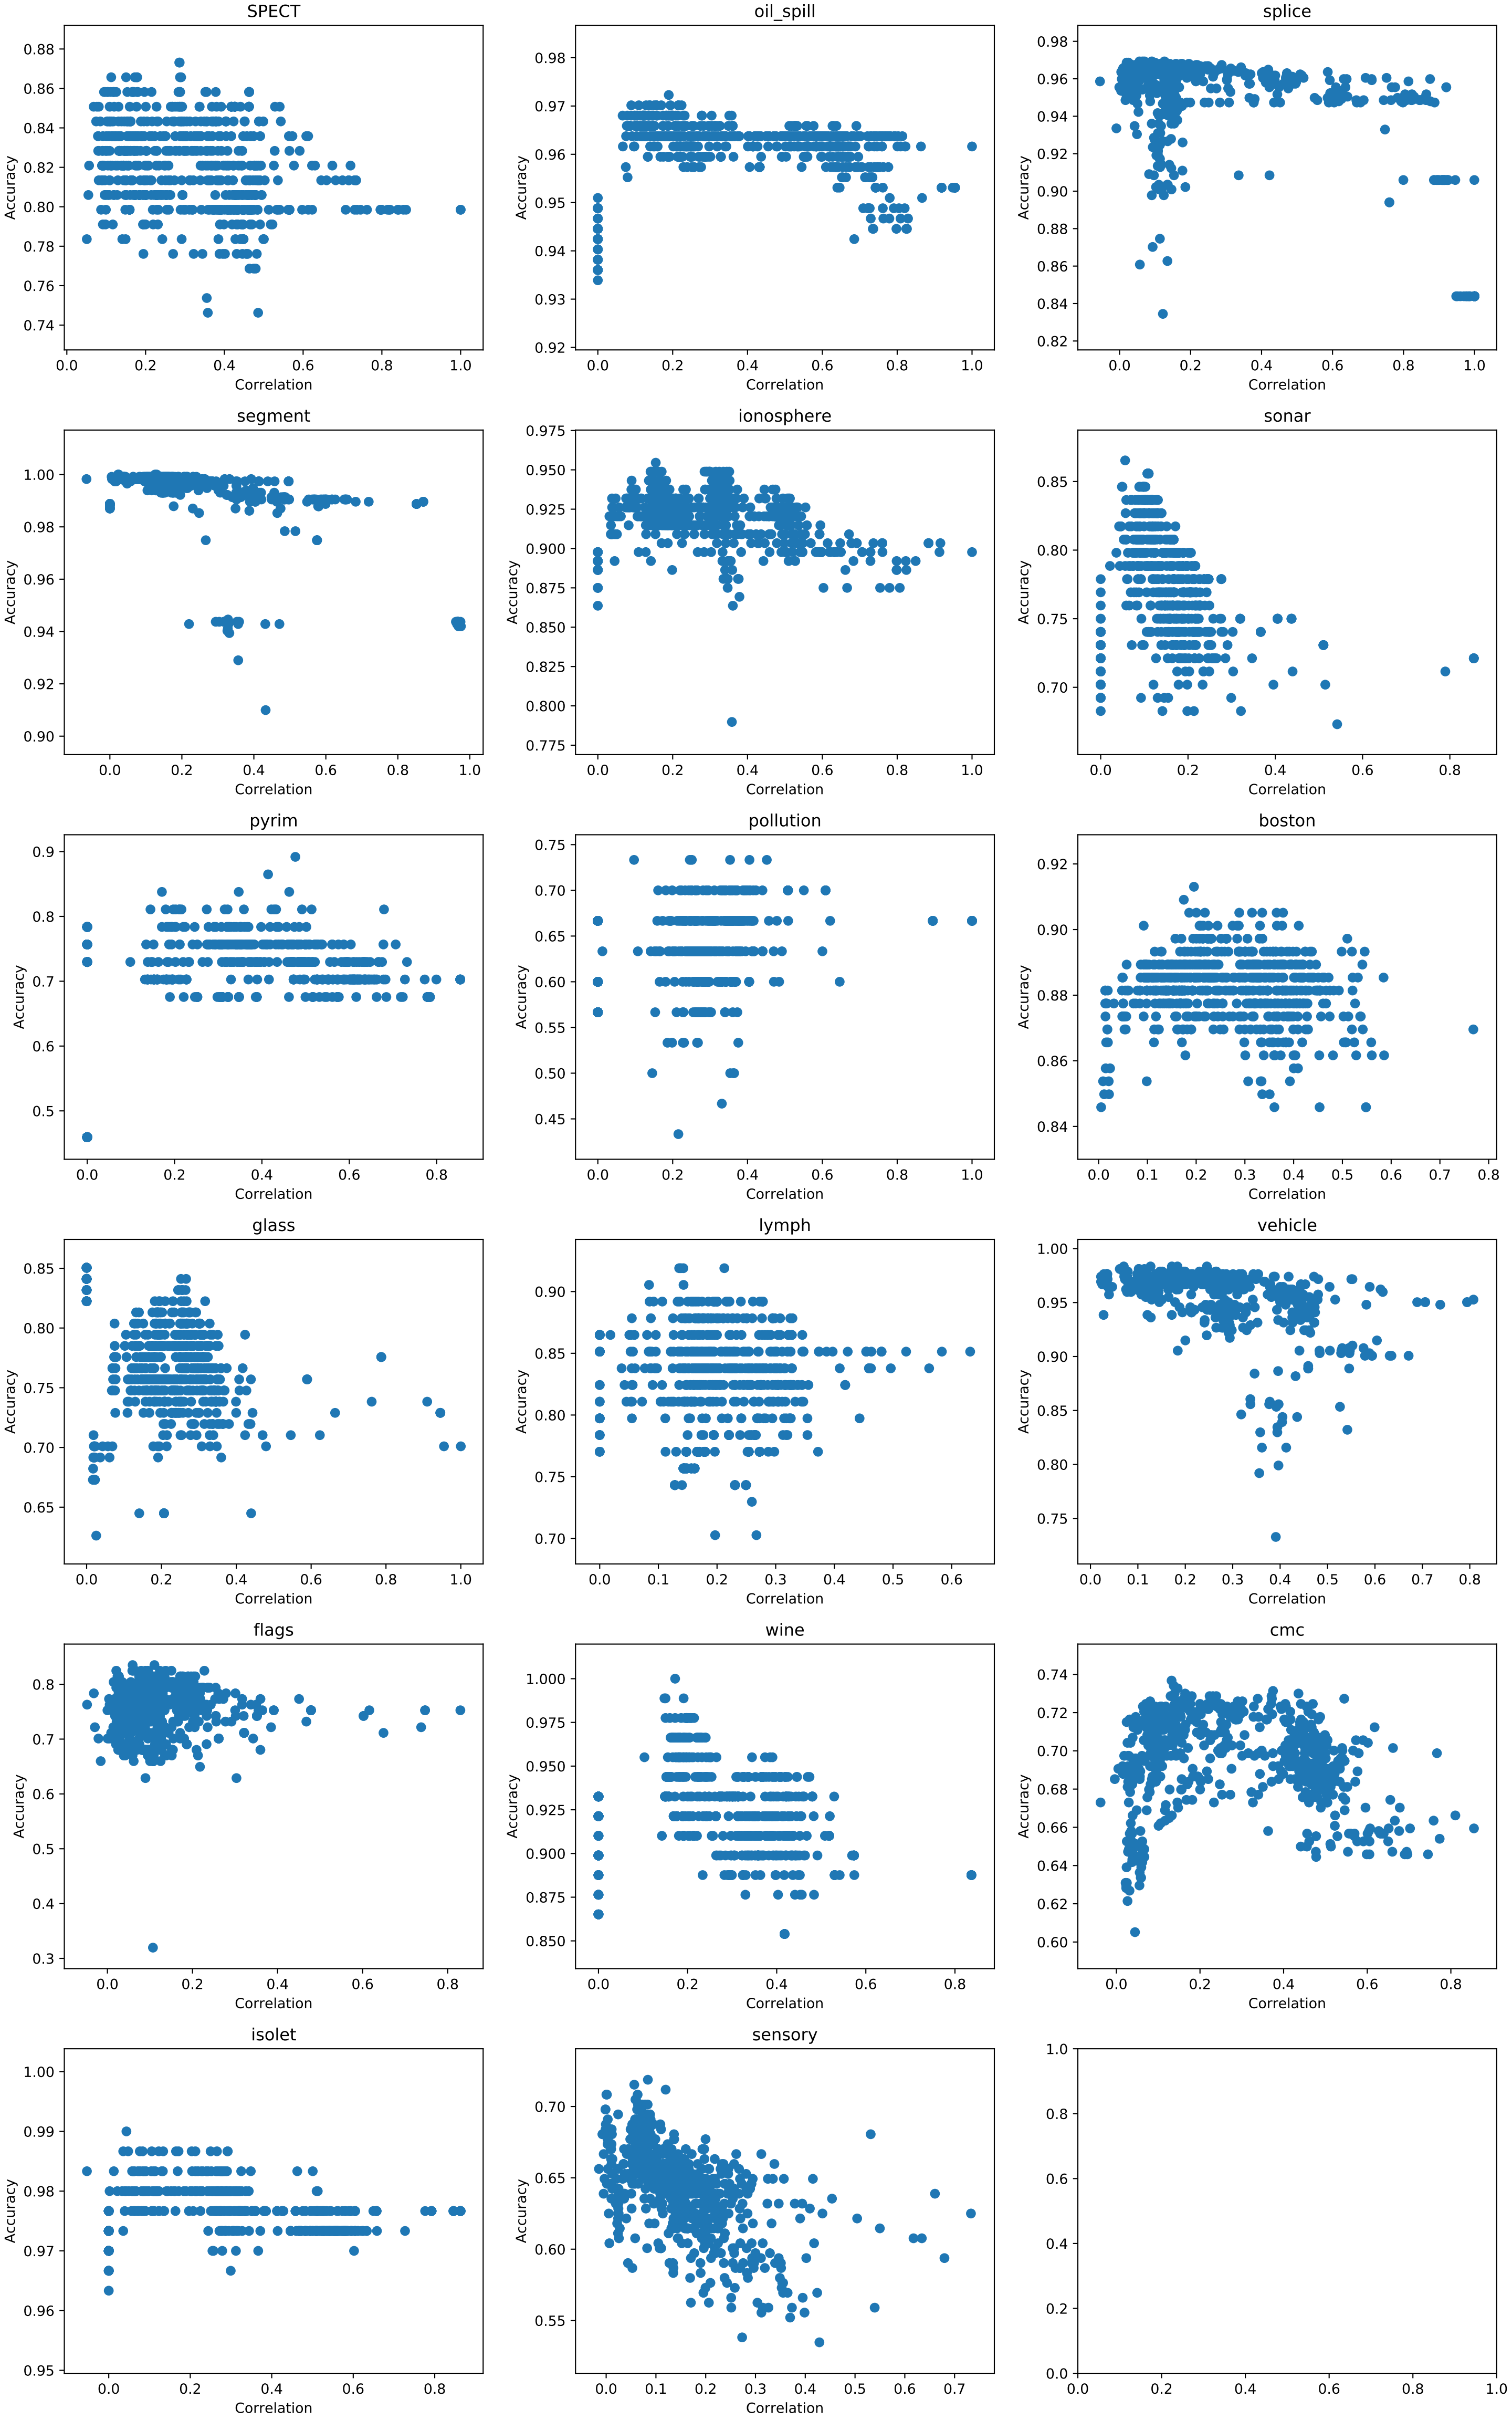 SPECT
Accuracy
0.88
0.86
0.84
0.82
0.80
0.78
0.76
0.74
0.0 0.2 0.4 0.6 0.8 1.0
Correlation
oil_spill
Accuracy
0.98
0.97
0.96
0.95
0.94
0.93
0.92
0.0 0.2 0.4 0.6 0.8 1.0
Correlation
splice
Accuracy
0.98
0.96
0.94
0.92
0.90
0.88
0.86
0.84
0.82
0.0 0.2 0.4 0.6 0.8 1.0
Correlation
segment
Accuracy
1.00
0.98
0.96
0.94
0.92
0.90
0.0 0.2 0.4 0.6 0.8 1.0
Correlation
ionosphere
Accuracy
0.975
0.950
0.925
0.900
0.875
0.850
0.825
0.800
0.775
0.0 0.2 0.4 0.6 0.8 1.0
Correlation
sonar
Accuracy
0.85
0.80
0.75
0.70
0.0 0.2 0.4 0.6 0.8
Correlation
pyrim
Accuracy
0.9
0.8
0.7
0.6
0.5
0.0 0.2 0.4 0.6 0.8
Correlation
pollution
Accuracy
0.75
0.70
0.65
0.60
0.55
0.50
0.45
0.0 0.2 0.4 0.6 0.8 1.0
Correlation
boston
Accuracy
0.92
0.90
0.88
0.86
0.84
0.0 0.1 0.2 0.3 0.4 0.5 0.6 0.7 0.8
Correlation
glass
Accuracy
0.85
0.80
0.75
0.70
0.65
0.0 0.2 0.4 0.6 0.8 1.0
Correlation
lymph
Accuracy
0.90
0.85
0.80
0.75
0.70
0.0 0.1 0.2 0.3 0.4 0.5 0.6
Correlation
vehicle
Accuracy
1.00
0.95
0.90
0.85
0.80
0.75
0.0 0.1 0.2 0.3 0.4 0.5 0.6 0.7 0.8
Correlation
flags
Accuracy
0.8
0.7
0.6
0.5
0.4
0.3
0.0 0.2 0.4 0.6 0.8
Correlation
wine
Accuracy
1.000
0.975
0.950
0.925
0.900
0.875
0.850
0.0 0.2 0.4 0.6 0.8
Correlation
cmc
Accuracy
0.74
0.72
0.70
0.68
0.66
0.64
0.62
0.60
0.0 0.2 0.4 0.6 0.8
Correlation
isolet
Accuracy
1.00
0.99
0.98
0.97
0.96
0.95
0.0 0.2 0.4 0.6 0.8
Correlation
sensory
Accuracy
0.70
0.65
0.60
0.55
0.0 0.1 0.2 0.3 0.4 0.5 0.6 0.7
Correlation
1.0
0.8
0.6
0.4
0.2
0.0
0.0 0.2 0.4 0.6 0.8 1.0